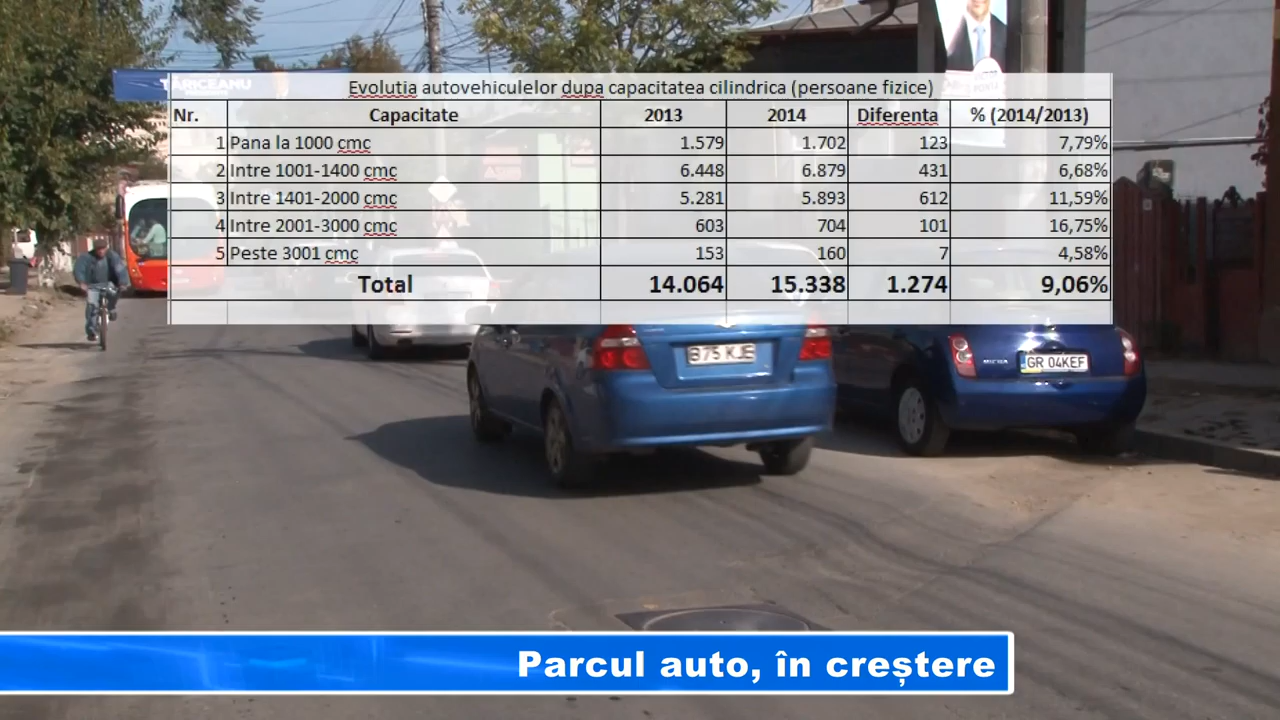 TĂRICEANU
Evolutia autovehiculelor dupa capacitatea cilindrica (persoane fizice)
Nr. Capacitate 2013 2014 Diferenta % (2014/2013)
1 Pana la 1000 cmc 1.579 1.702 123 7,79%
2 Intre 1001-1400 cmc 6.448 6.879 431 6,68%
3 Intre 1401-2000 cmc 5.281 5.893 612 11,59%
4 Intre 2001-3000 cmc 603 704 101 16,75%
5 Peste 3001 cmc 153 160 7 4,58%
Total 14.064 15.338 1.274 9,06%
B75 KJE
MICRA
GR 04KEF
Parcul auto, în creștere